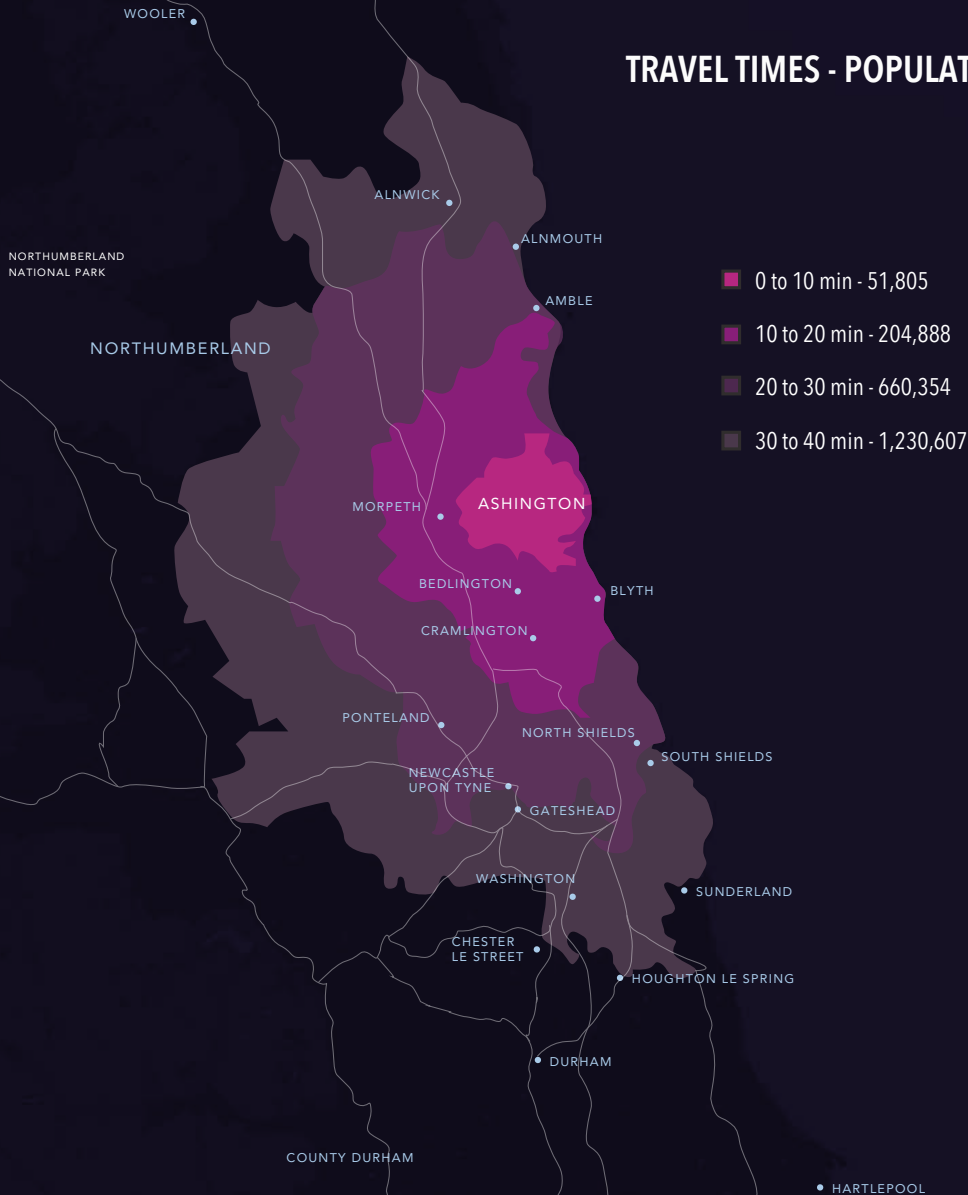 WOOLER
TRAVEL TIMES - POPULAT
ALNWICK
ALNMOUTH
NORTHUMBERLAND
NATIONAL PARK
0 to 10 min - 51,805
AMBLE
10 to 20 min - 204,888
NORTHUMBERLAND
20 to 30 min - 660,354
30 to 40 min - 1,230,607
MORPETH
ASHINGTON
BEDLINGTON
BLYTH
CRAMLINGTON
PONTELAND
NORTH SHIELDS
SOUTH SHIELDS
NEWCASTLE
UPON TYNE
GATESHEAD
WASHINGTON
SUNDERLAND
CHESTER
LE STREET
HOUGHTON LE SPRING
DURHAM
COUNTY DURHAM
HARTLEPOOL